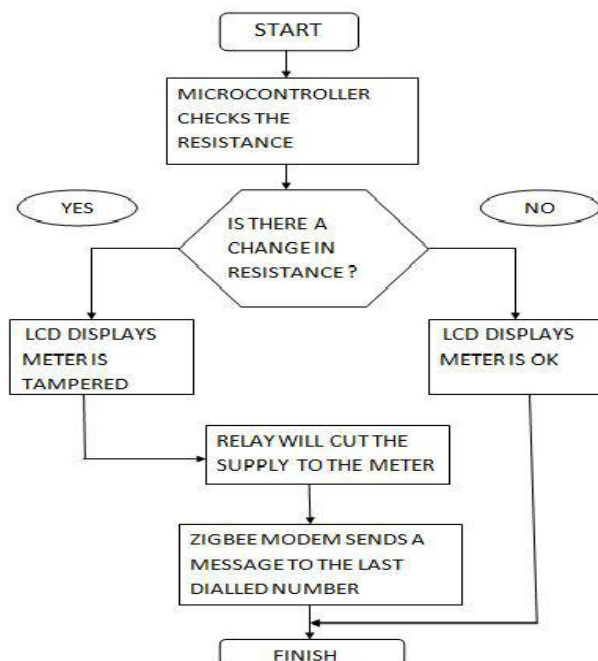 START
MICROCONTROLLER
CHECKS THE
RESISTANCE
YES
NO
IS THERE A
CHANGE IN
RESISTANCE ?
LCD DISPLAYS
METER IS
TAMPERED
LCD DISPLAYS
METER IS OK
RELAY WILL CUT THE
SUPPLY TO THE METER
ZIGBEE MODEM SENDS A
MESSAGE TO THE LAST
DIALLED NUMBER
FINISH